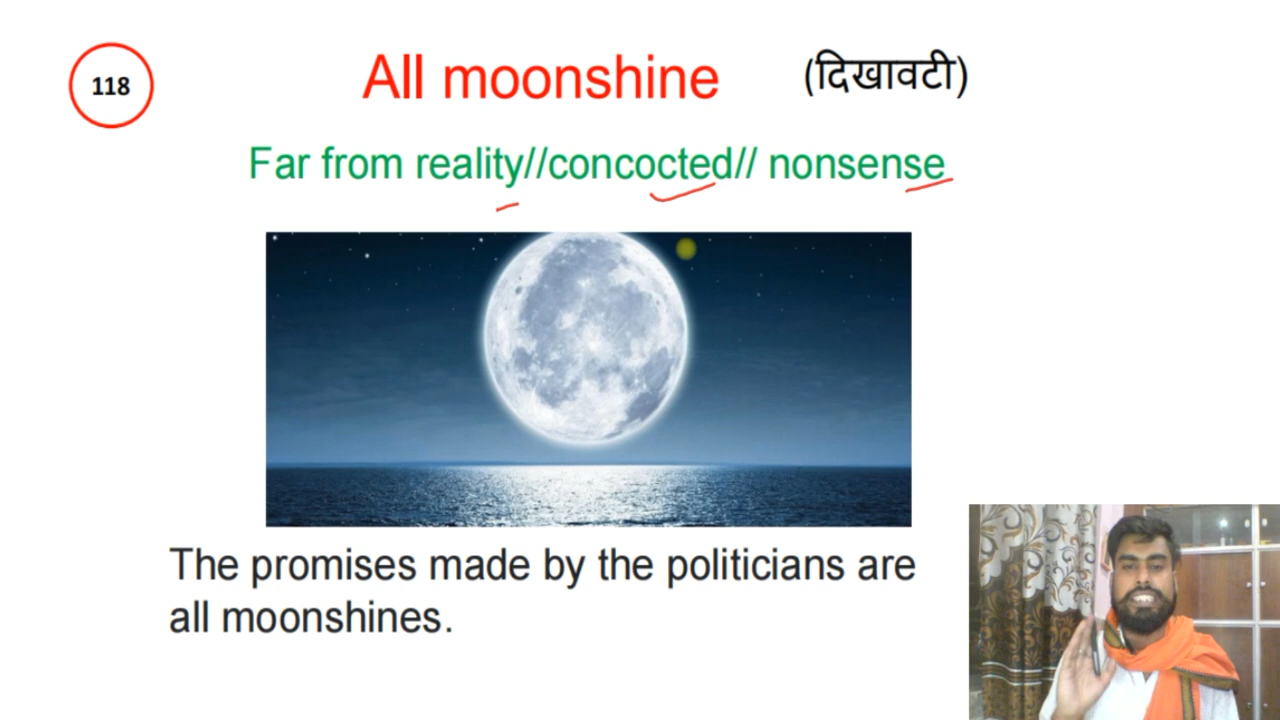 118
All moonshine (दिखावटी)
Far from reality//concocted// nonsense
The promises made by the politicians are
all moonshines.